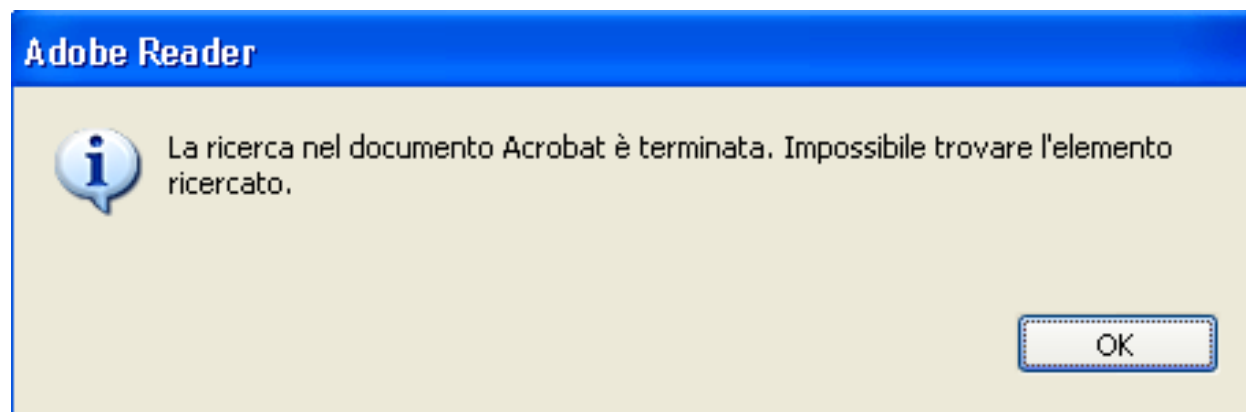 Adobe Reader
La ricerca nel documento Acrobat è terminata. Impossibile trovare l'elemento
ricercato.
OK